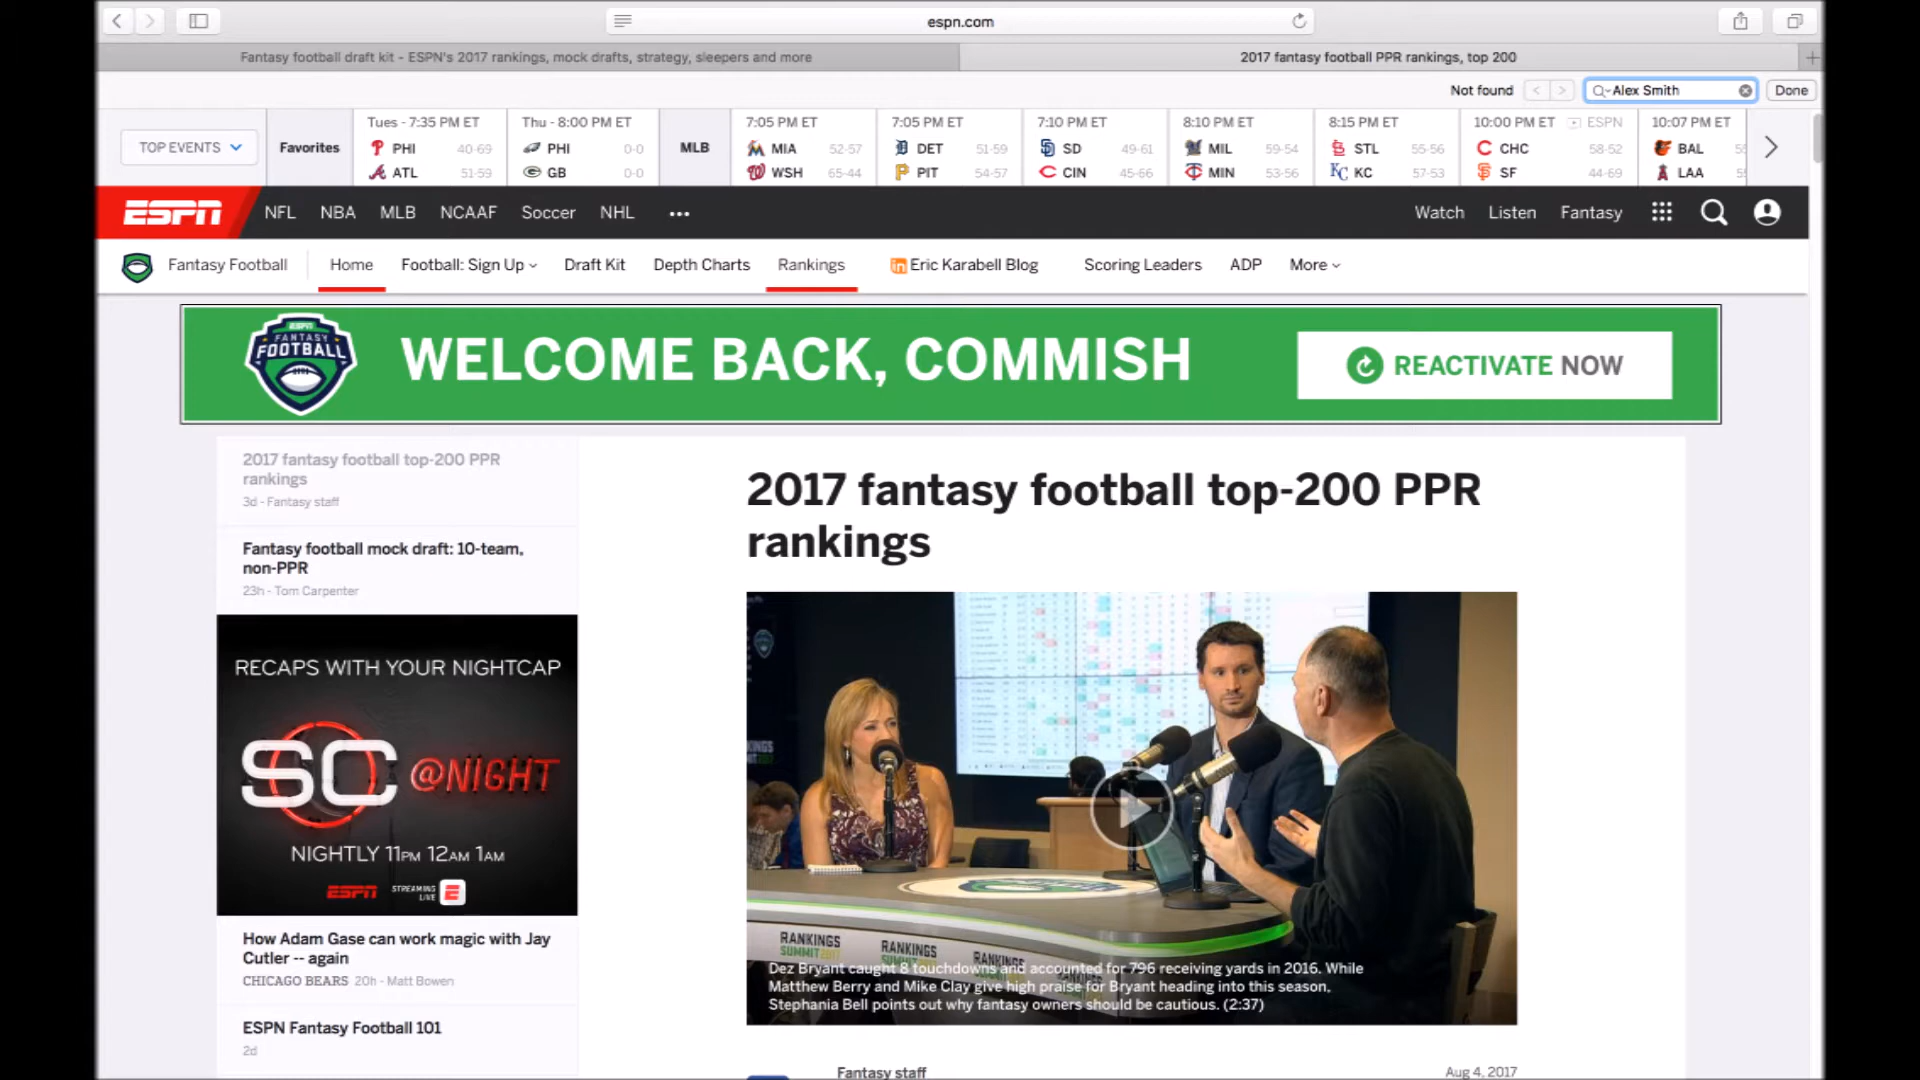 espn.com
Fantasy football draft kit - ESPN's 2017 rankings, mock drafts, strategy, sleepers and more
2017 fantasy football PPR rankings, top 200
Not found
Alex Smith
Done
TOP EVENTS
Favorites
Tues - 7:35 PM ET
PHI 40-69
ATL 51-59
Thu - 8:00 PM ET
PHI 0-0
GB 0-0
MLB
7:05 PM ET
MIA 52-57
WSH 65-44
7:05 PM ET
DET 51-59
PIT 54-57
7:10 PM ET
SD 49-61
CIN 45-66
8:10 PM ET
MIL 59-54
MIN 53-56
8:15 PM ET
STL 55-56
KC 57-53
10:00 PM ET ESPN
CHC 58-52
SF 44-69
10:07 PM ET
BAL
LAA
ESPN
NFL NBA MLB NCAAF Soccer NHL
Watch Listen Fantasy
Fantasy Football
Home Football: Sign Up Draft Kit Depth Charts Rankings Eric Karabell Blog Scoring Leaders ADP More
ESPN
FANTASY
FOOTBALL
WELCOME BACK, COMMISH
REACTIVATE NOW
2017 fantasy football top-200 PPR
rankings
3d - Fantasy staff
Fantasy football mock draft: 10-team,
non-PPR
23h - Tom Carpenter
RECAPS WITH YOUR NIGHTCAP
SC @NIGHT
NIGHTLY 11PM 12AM 1AM
ESPN STREAMING
LIVE
How Adam Gase can work magic with Jay
Cutler -- again
CHICAGO BEARS 20h - Matt Bowen
ESPN Fantasy Football 101
2d
2017 fantasy football top-200 PPR
rankings
RANKINGS
SUMMIT 2017
RANKINGS
RANKINGS
Dez Bryant caught 8 touchdowns and accounted for 796 receiving yards in 2016. While
Matthew Berry and Mike Clay give high praise for Bryant heading into this season,
Stephania Bell points out why fantasy owners should be cautious. (2:37)
Fantasy staff
Aug 4, 2017